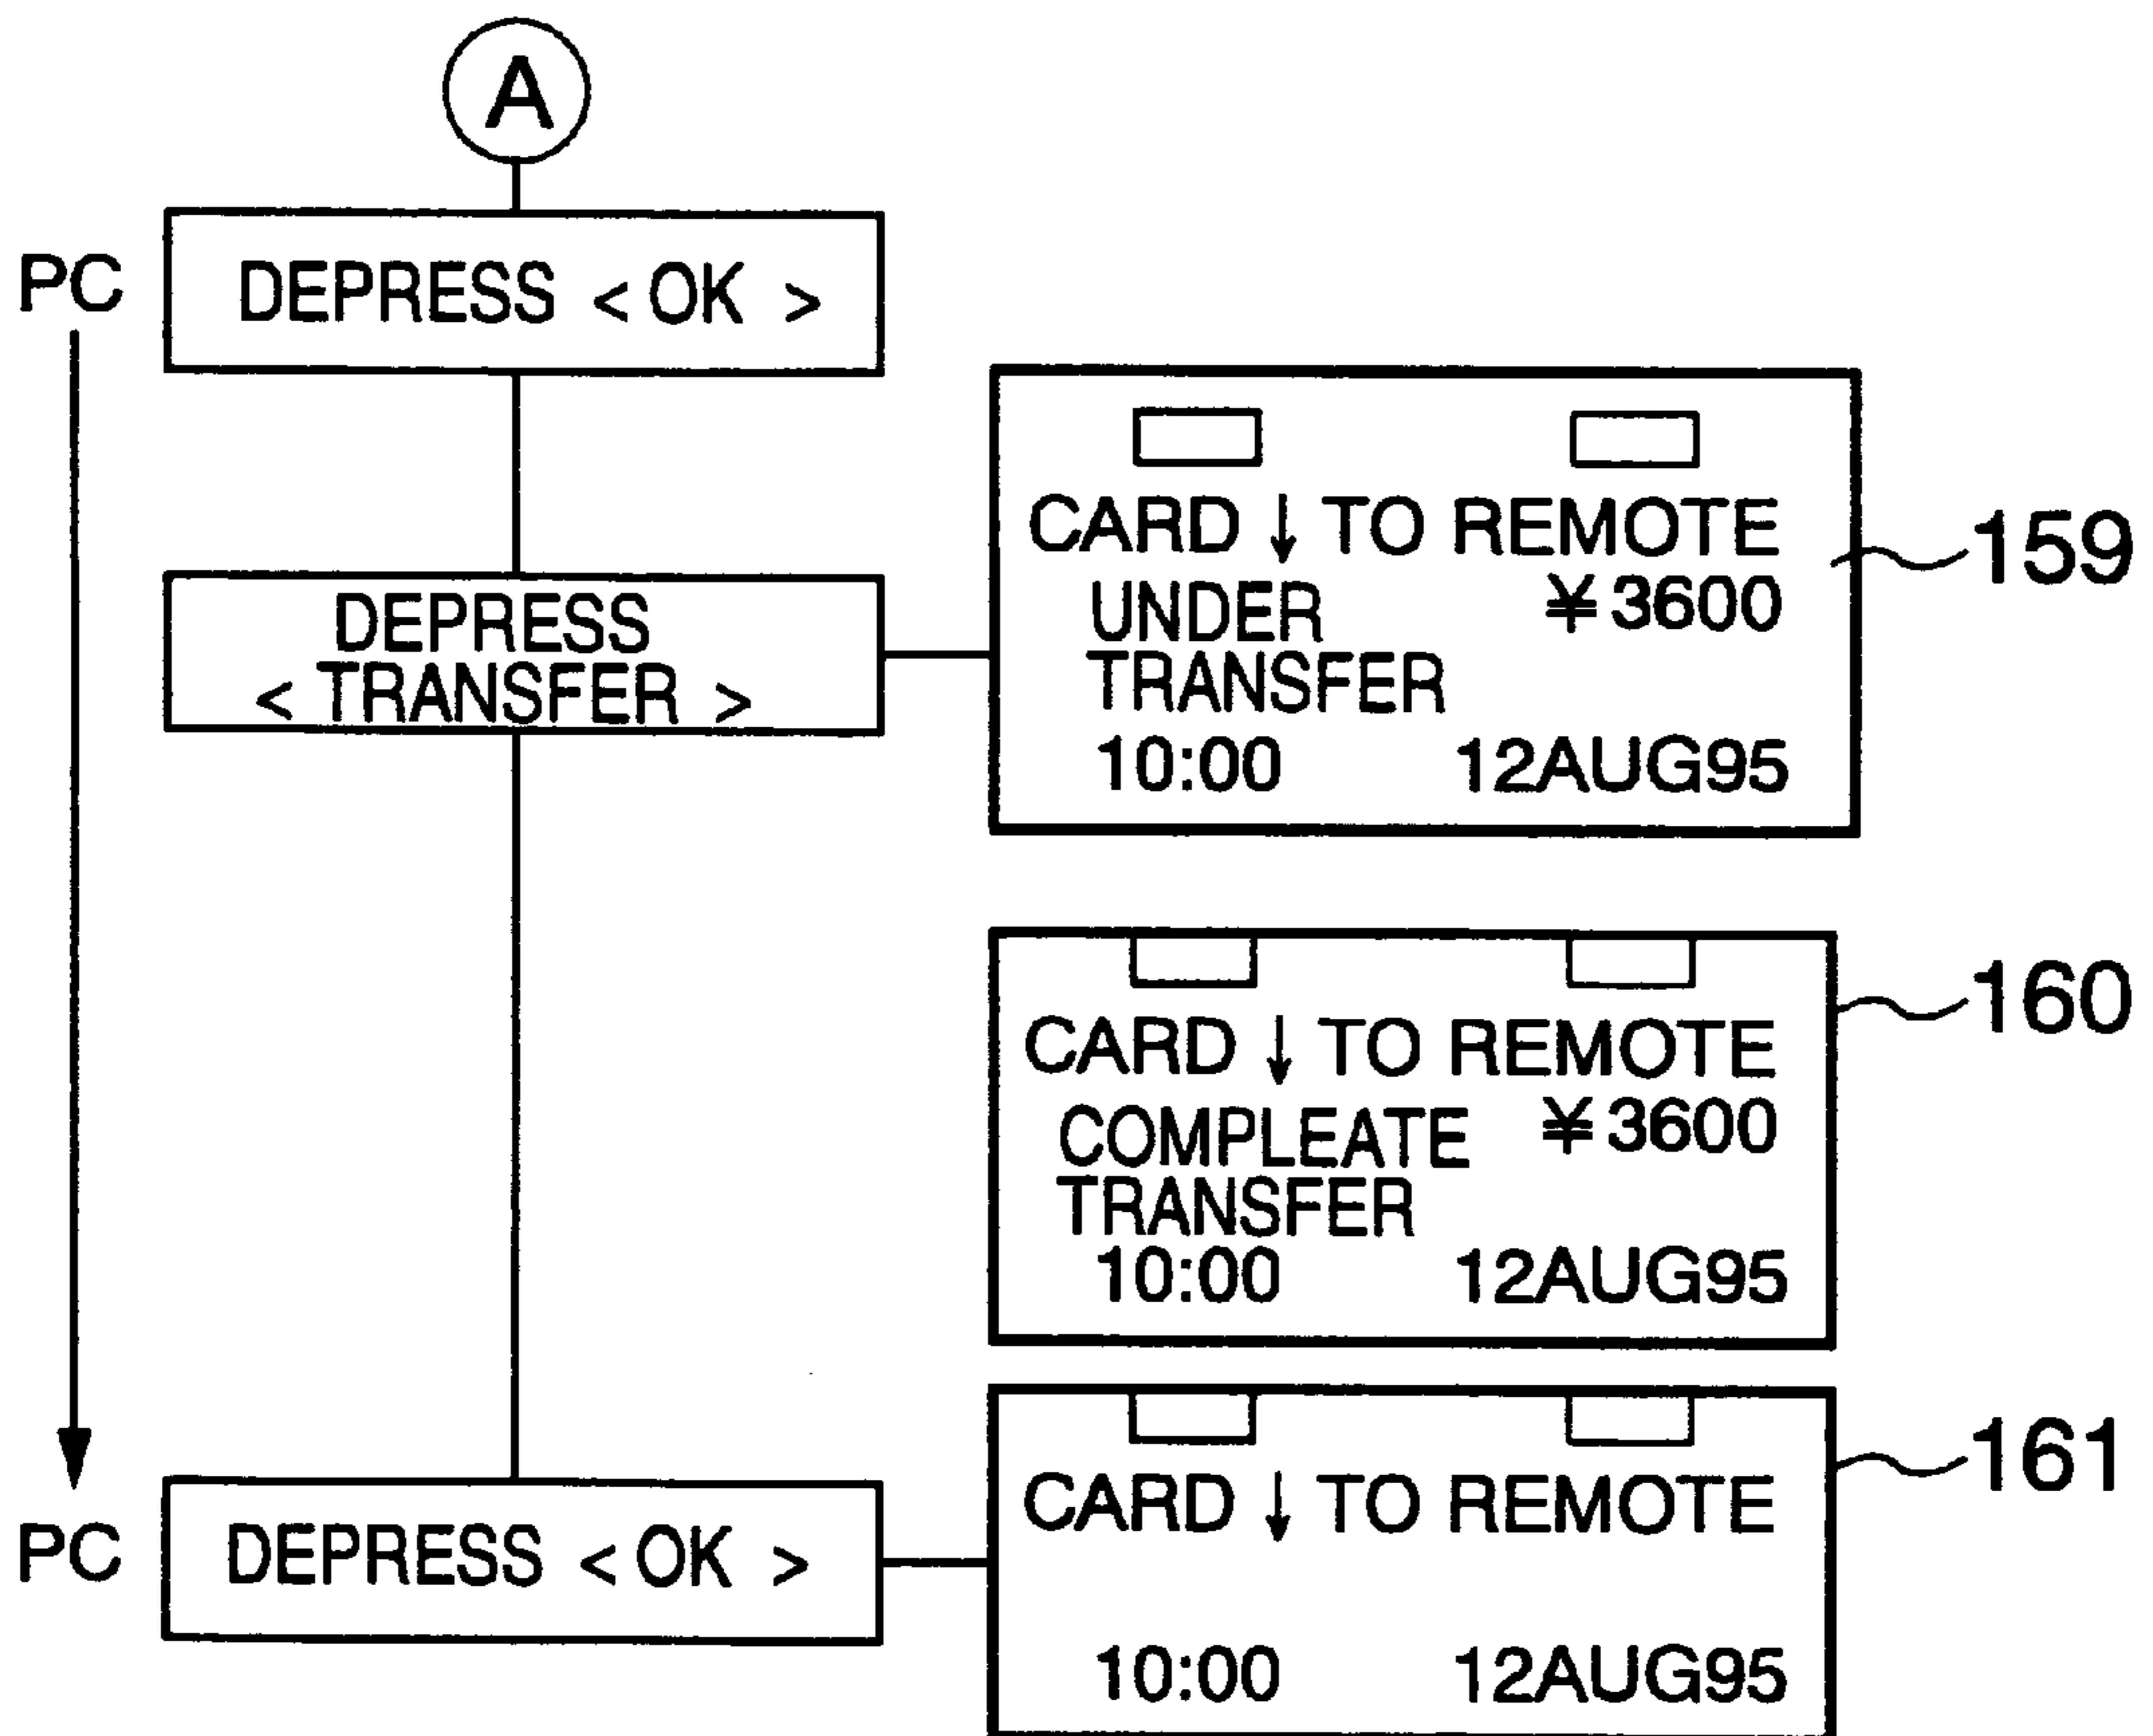 A
PC
DEPRESS < OK >
DEPRESS
< TRANSFER >
CARD ↓ TO REMOTE
UNDER ¥3600
TRANSFER
10:00 12AUG95
159
CARD ↓ TO REMOTE
COMPLEATE ¥3600
TRANSFER
10:00 12AUG95
160
PC
DEPRESS < OK >
CARD ↓ TO REMOTE
10:00 12AUG95
161